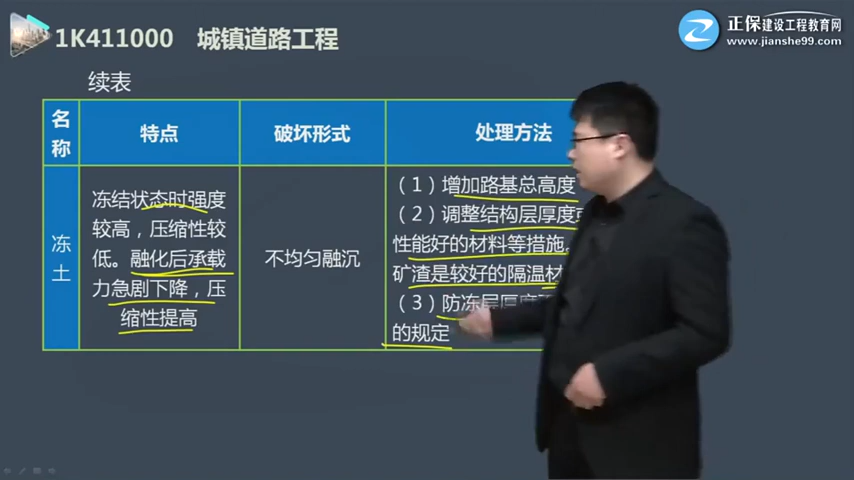 1K411000 城镇道路工程
正保建设工程教育网
www.jianshe99.com
续表
名称
特点
破坏形式
处理方法
冻土
冻结状态时强度
较高，压缩性较
低。融化后承载
力急剧下降，压
缩性提高
不均匀融沉
（1）增加路基总高度
（2）调整结构层厚度
性能好的材料等措施。
矿渣是较好的隔温材
（3）防冻层厚度
的规定